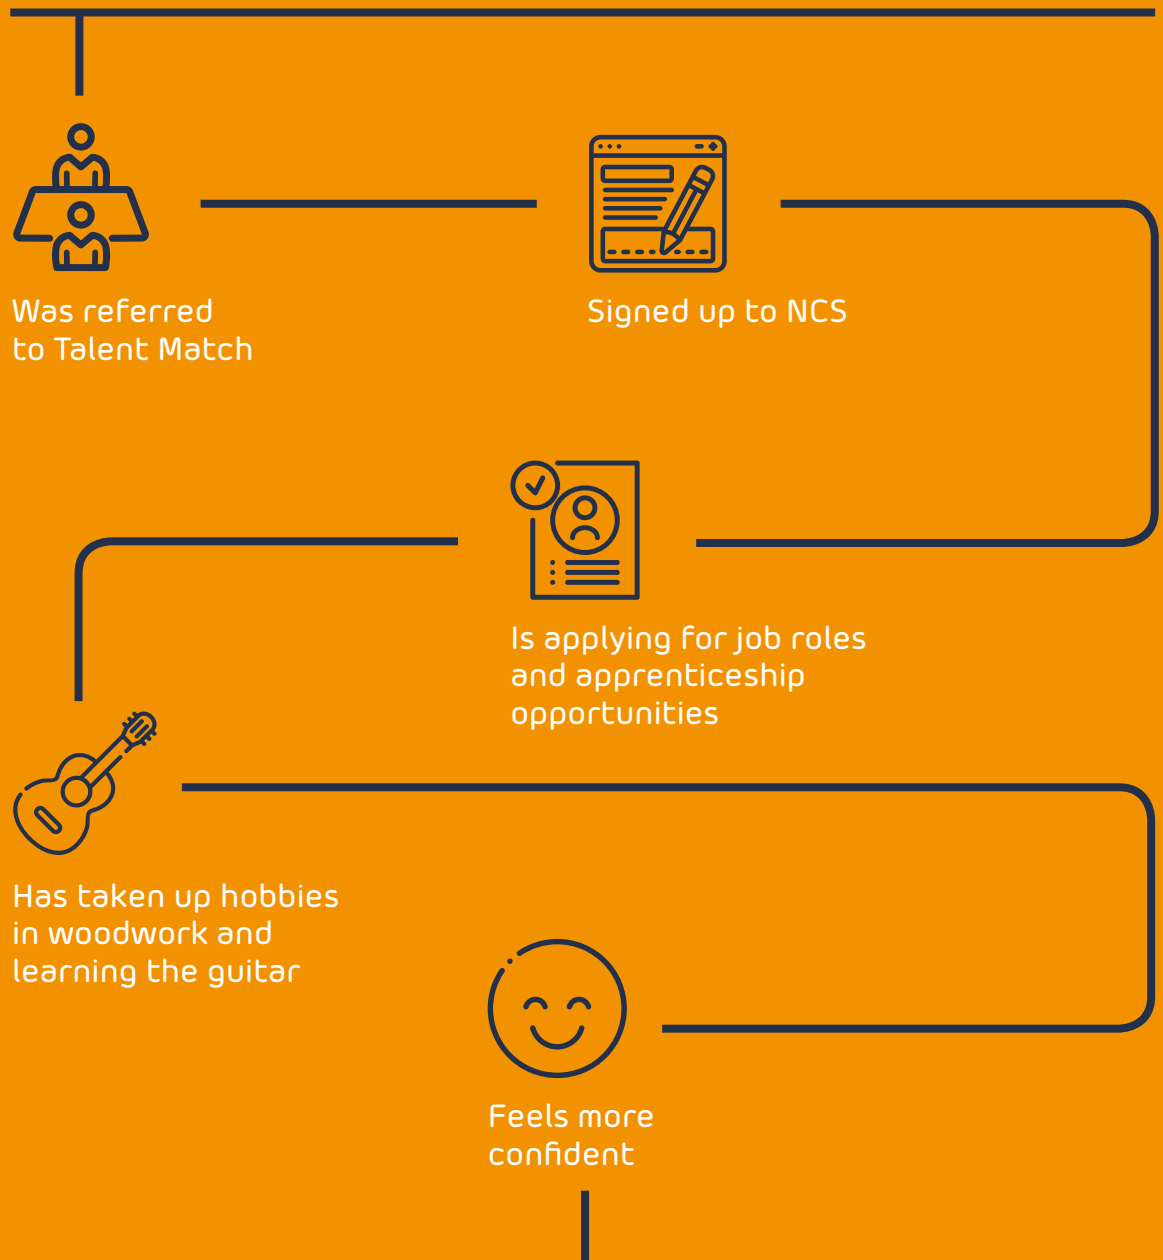 Was referred
to Talent Match
Signed up to NCS
Is applying for job roles
and apprenticeship
opportunities
Has taken up hobbies
in woodwork and
learning the guitar
Feels more
confident